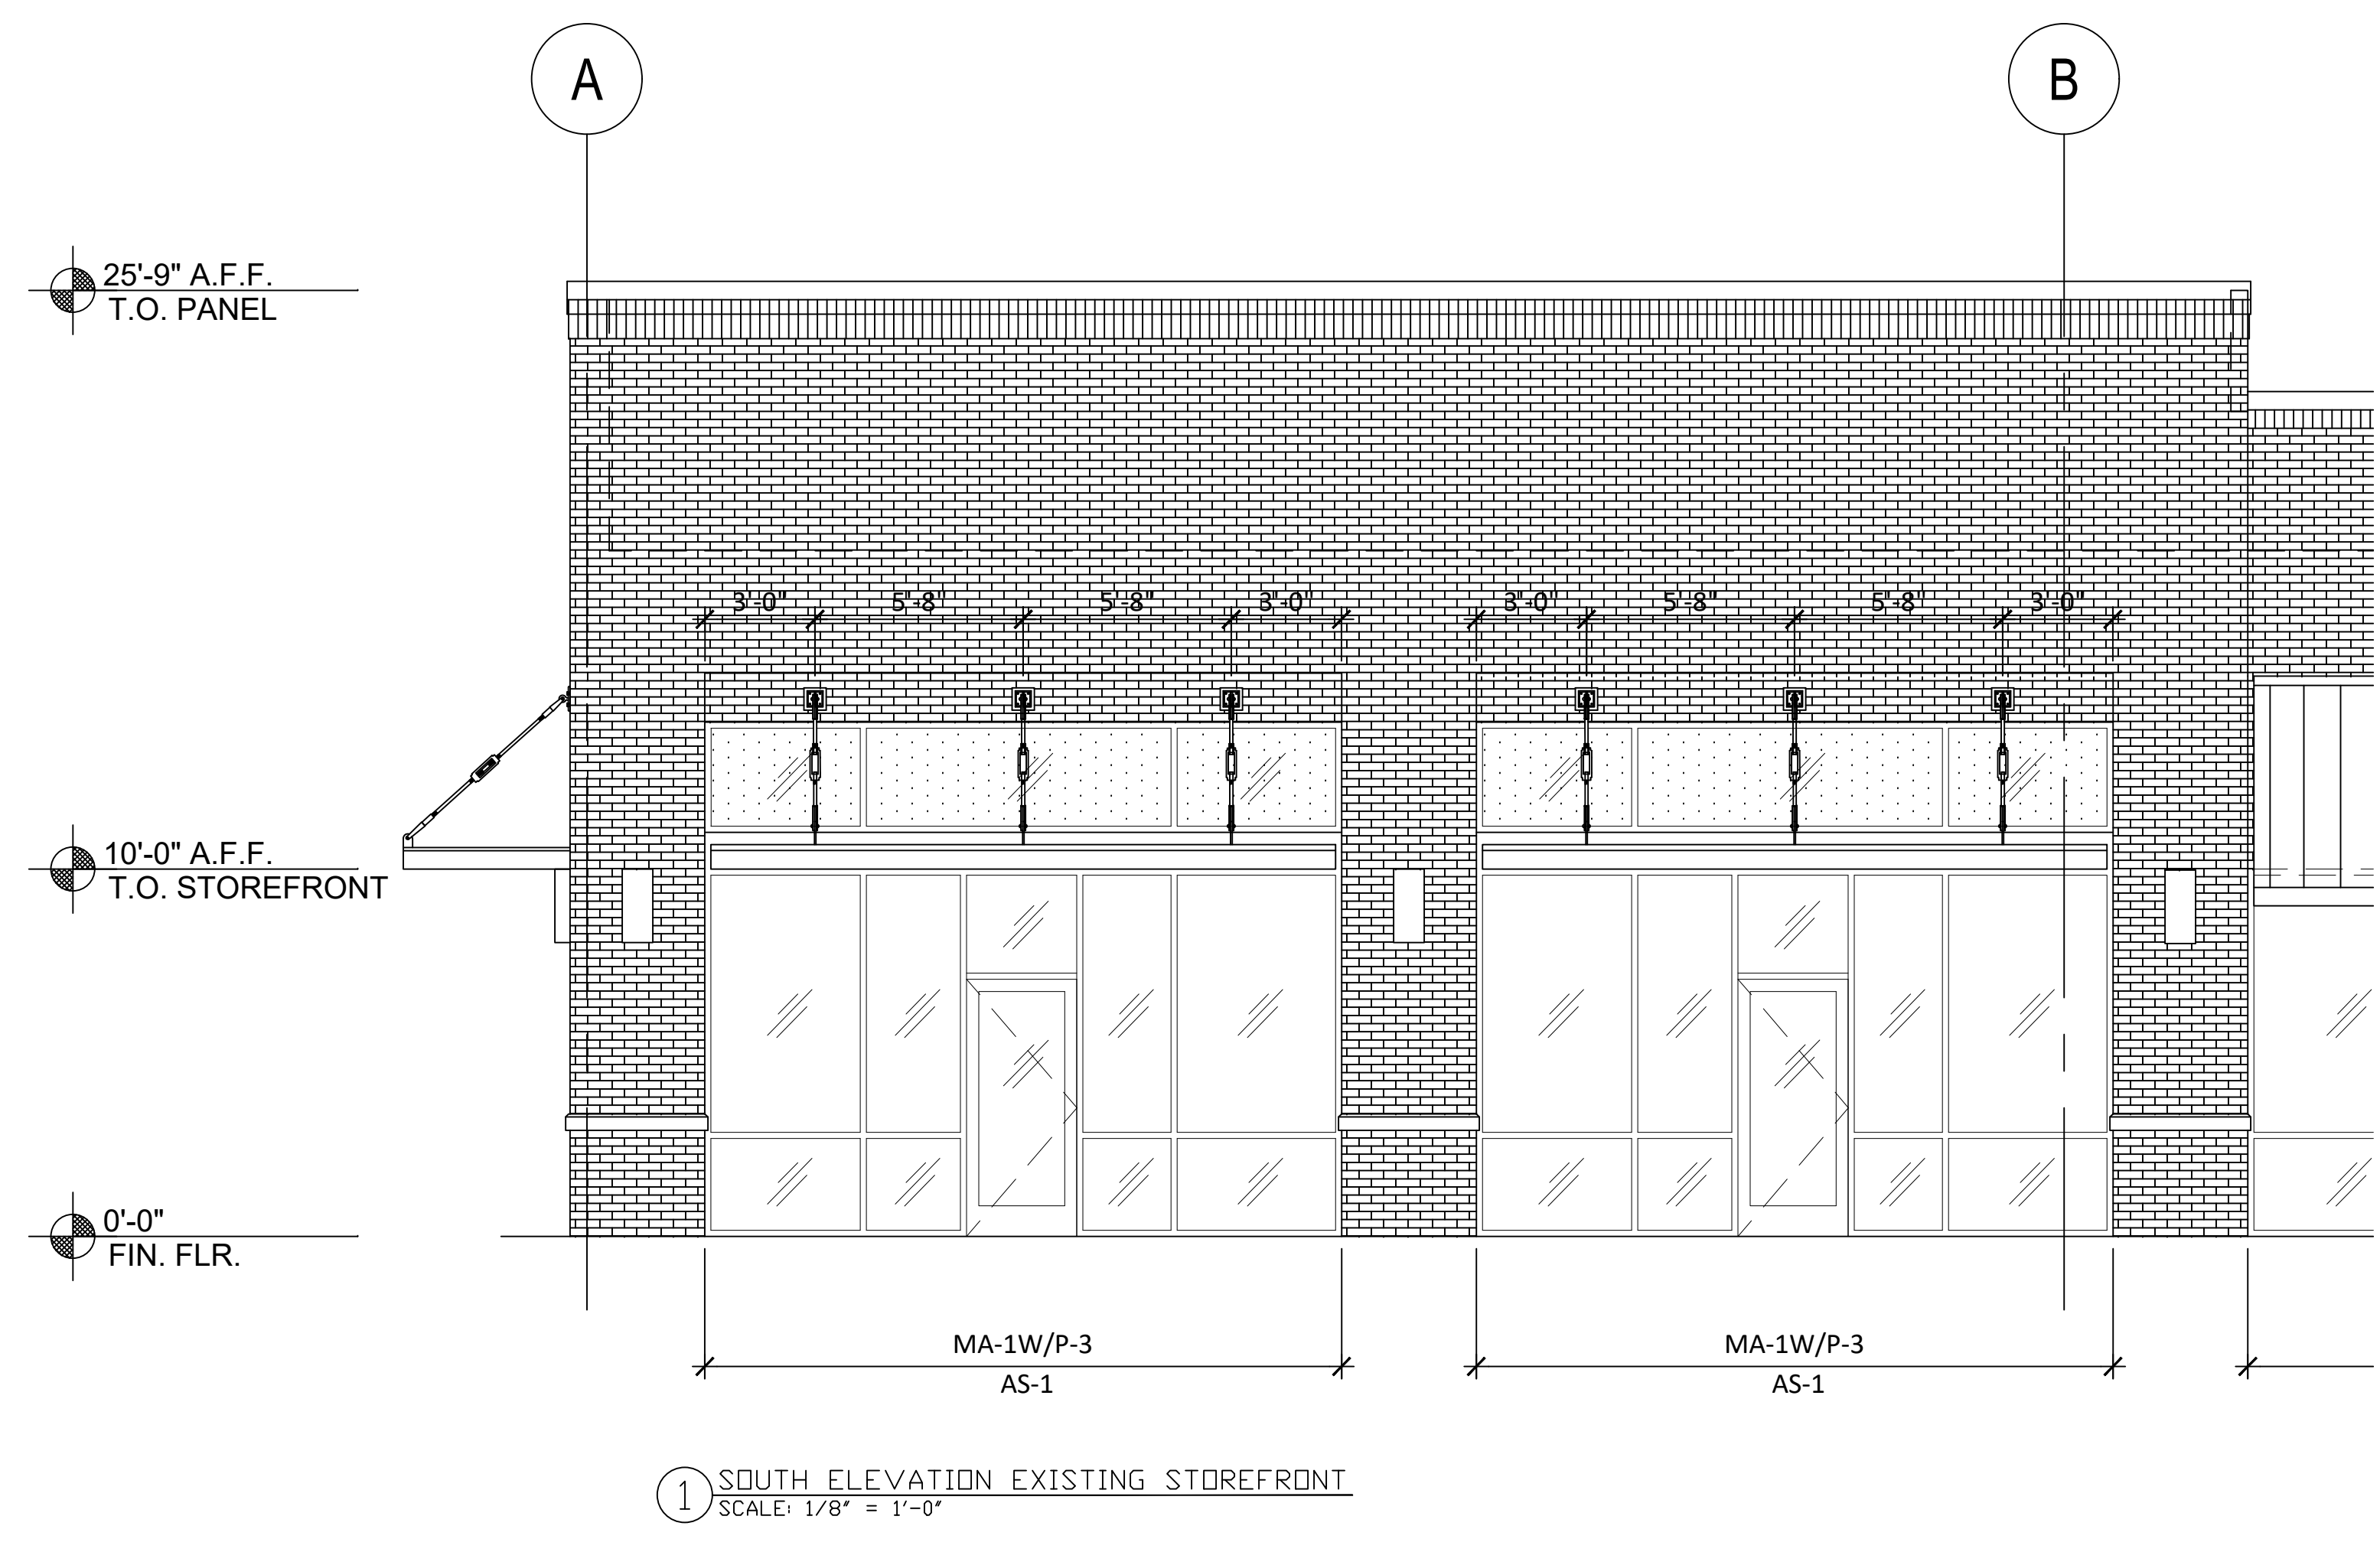 A
B
25'-9" A.F.F.
T.O. PANEL
3'-0" 5'-8" 5'-8" 3'-0" 3'-0" 5'-8" 5'-8" 3'-0"
10'-0" A.F.F.
T.O. STOREFRONT
0'-0"
FIN. FLR.
MA-1W/P-3
AS-1
MA-1W/P-3
AS-1
1
SOUTH ELEVATION EXISTING STOREFRONT
SCALE: 1/8" = 1'-0"